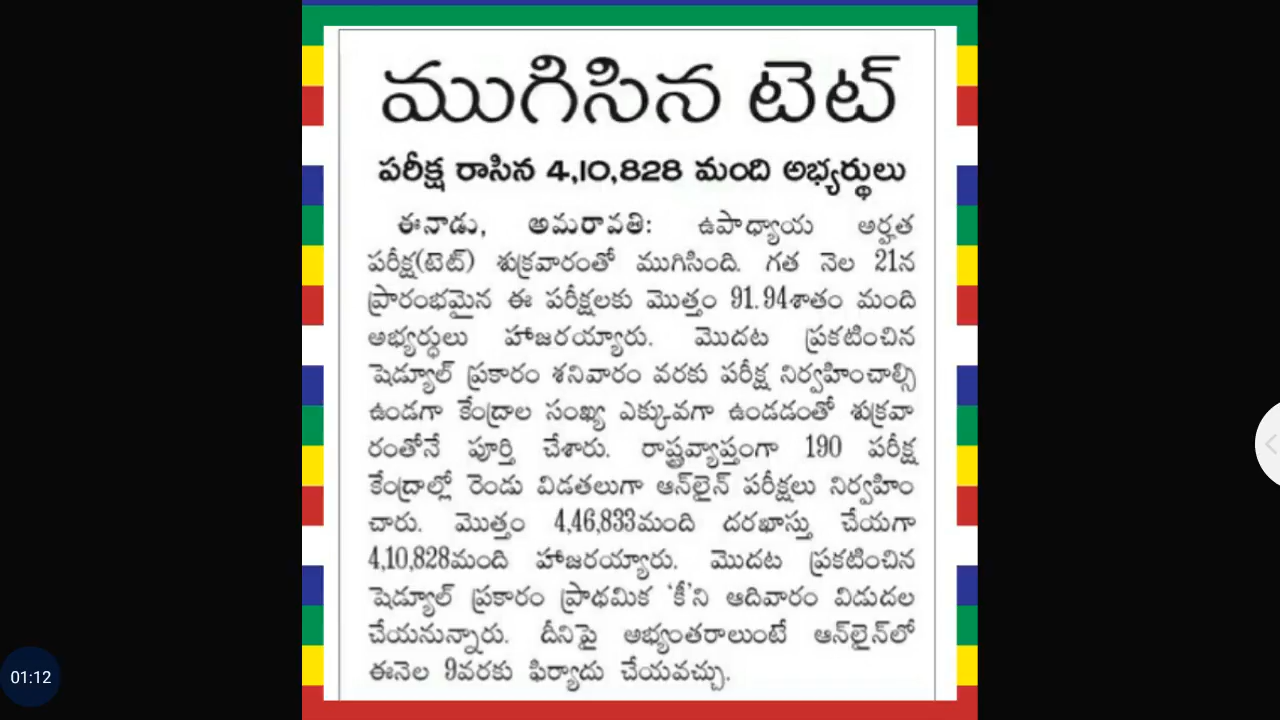 ముగిసిన టెట్
పరీక్ష రాసిన 4,10,828 మంది అభ్యర్థులు
ఈనాడు, అమరావతి: ఉపాధ్యాయ అర్హత
పరీక్ష(టెట్) శుక్రవారంతో ముగిసింది. గత నెల 21న
ప్రారంభమైన ఈ పరీక్షలకు మొత్తం 91.94శాతం మంది
అభ్యర్ధులు హాజరయ్యారు. మొదట ప్రకటించిన
షెడ్యూల్ ప్రకారం శనివారం వరకు పరీక్ష నిర్వహించాల్సి
ఉండగా కేంద్రాల సంఖ్య ఎక్కువగా ఉండడంతో శుక్రవా
రంతోనే పూర్తి చేశారు. రాష్ట్రవ్యాప్తంగా 190 పరీక్ష
కేంద్రాల్లో రెండు విడతలుగా ఆన్‌లైన్ పరీక్షలు నిర్వహిం
చారు. మొత్తం 4,46,833మంది దరఖాస్తు చేయగా
4,10,828మంది హాజరయ్యారు. మొదట ప్రకటించిన
షెడ్యూల్ ప్రకారం ప్రాథమిక ‘కీ’ని ఆదివారం విడుదల
చేయనున్నారు. దీనిపై అభ్యంతరాలుంటే ఆన్‌లైన్‌లో
ఈనెల 9వరకు ఫిర్యాదు చేయవచ్చు.
01:12